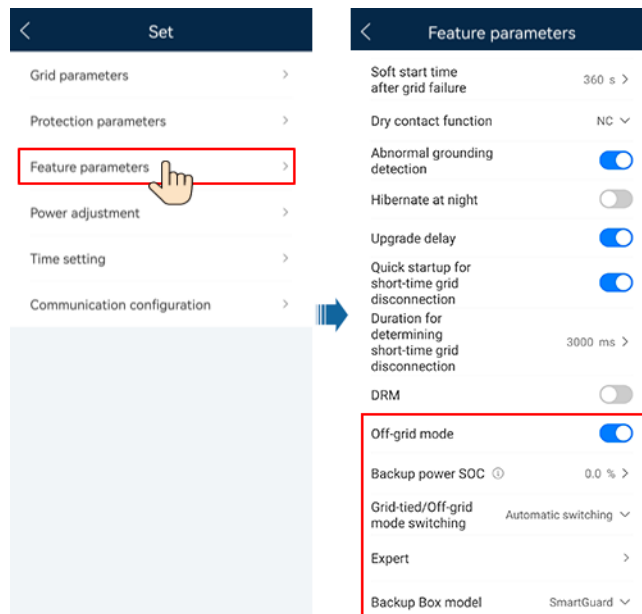 Set
Grid parameters
Protection parameters
Feature parameters
Power adjustment
Time setting
Communication configuration
Feature parameters
Soft start time
after grid failure
360 s
Dry contact function
NC
Abnormal grounding
detection
Hibernate at night
Upgrade delay
Quick startup for
short-time grid
disconnection
Duration for
determining
short-time grid
disconnection
3000 ms
DRM
Off-grid mode
Backup power SOC
0.0 %
Grid-tied/Off-grid
mode switching
Automatic switching
Expert
Backup Box model
SmartGuard